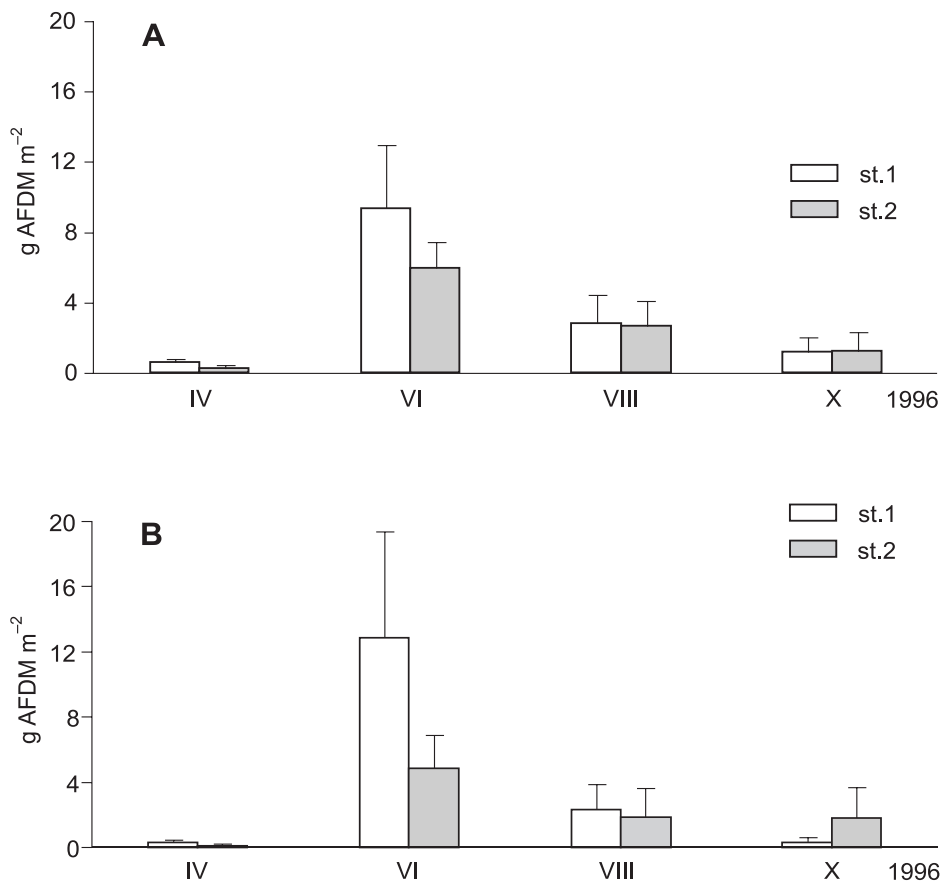 A
20
16
12
8
4
0
g AFDM m⁻²
st.1
st.2
IV VI VIII X 1996
B
20
16
12
8
4
0
g AFDM m⁻²
st.1
st.2
IV VI VIII X 1996